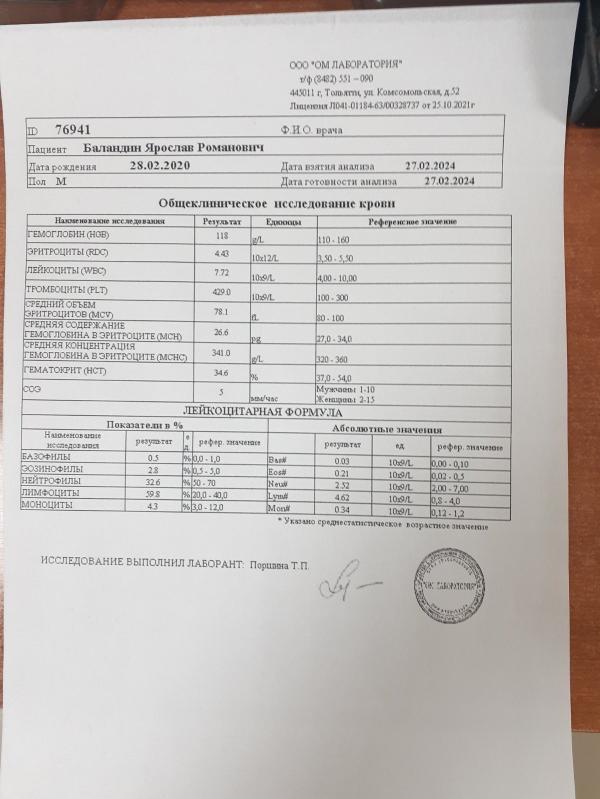 ООО "ОМ ЛАБОРАТОРИЯ"
т/ф (8482) 551 – 090
445011 г, Тольятти, ул. Комсомольская, д.52
Лицензия Л041-01184-63/00328737 от 25.10.2021г
ID 76941 Ф.И.О. врача
Пациент Баландин Ярослав Романович
Дата рождения 28.02.2020 Дата взятия анализа 27.02.2024
Пол М Дата готовности анализа 27.02.2024
Общеклиническое исследование крови
Наименование исследования Результат Единицы Референсное значение
ГЕМОГЛОБИН (HGB) 118 g/L 110 - 160
ЭРИТРОЦИТЫ (RDC) 4.43 10x12/L 3,50 - 5,50
ЛЕЙКОЦИТЫ (WBC) 7.72 10x9/L 4,00 - 10,00
ТРОМБОЦИТЫ (PLT) 429.0 10x9/L 100 - 300
СРЕДНИЙ ОБЪЕМ ЭРИТРОЦИТОВ (MCV) 78.1 fL 80 - 100
СРЕДНЯЯ СОДЕРЖАНИЕ ГЕМОГЛОБИНА В ЭРИТРОЦИТЕ (MCH) 26.6 pg 27,0 - 34,0
СРЕДНЯЯ КОНЦЕНТРАЦИЯ ГЕМОГЛОБИНА В ЭРИТРОЦИТЕ (MCHC) 341.0 g/L 320 - 360
ГЕМАТОКРИТ (HCT) 34.6 % 37,0 - 54,0
СОЭ 5 мм/час Мужчины 1-10 Женщины 2-15
ЛЕЙКОЦИТАРНАЯ ФОРМУЛА
Показатели в % Абсолютные значения
Наименование исследования результат ед рефер. значение результат ед рефер. значение
БАЗОФИЛЫ 0.5 % 0,0 - 1,0 Bas# 0.03 10x9/L 0,00 - 0,10
ЭОЗИНОФИЛЫ 2.8 % 0,5 - 5,0 Eos# 0.21 10x9/L 0,02 - 0,5
НЕЙТРОФИЛЫ 32.6 % 50 - 70 Neu# 2.52 10x9/L 2,00 - 7,00
ЛИМФОЦИТЫ 59.8 % 20,0 - 40,0 Lym# 4.62 10x9/L 0,8 - 4,0
МОНОЦИТЫ 4.3 % 3,0 - 12,0 Mon# 0.34 10x9/L 0,12 - 1,2
* Указано среднестатистическое возрастное значение
ИССЛЕДОВАНИЕ ВЫПОЛНИЛ ЛАБОРАНТ: Поршина Т.П.
"ОМ ЛАБОРАТОРИЯ"